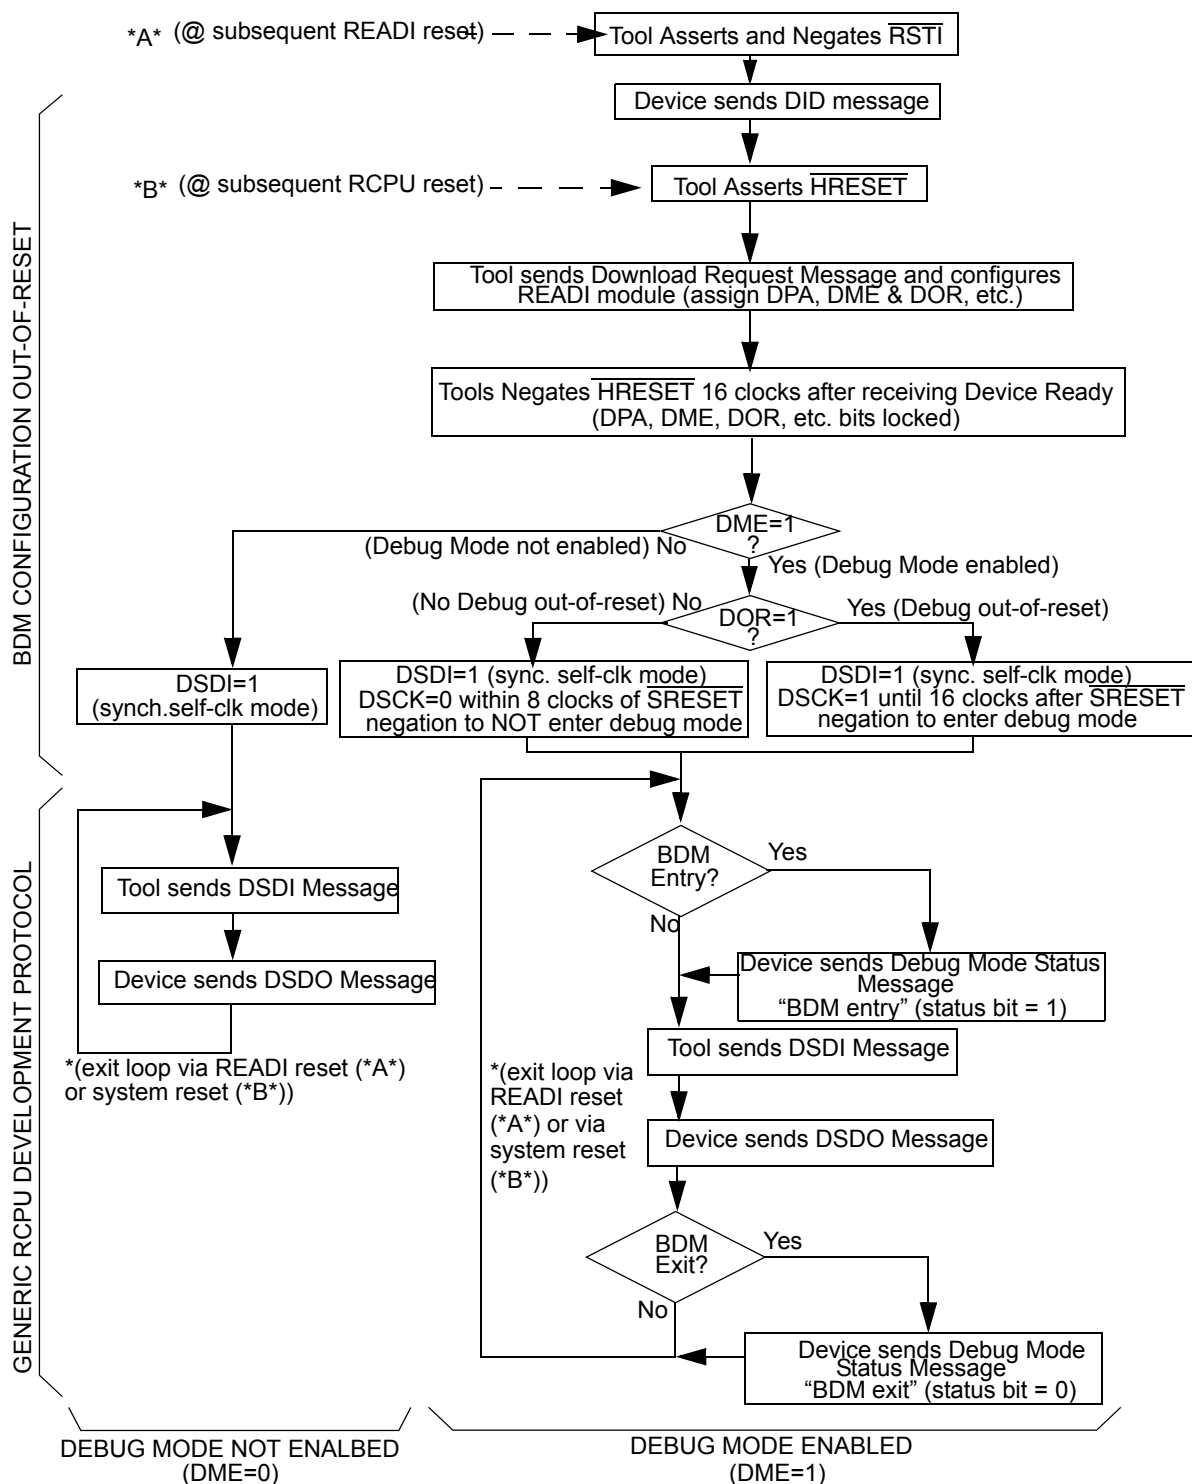 *A* (@ subsequent READI reset)
Tool Asserts and Negates RSTI
Device sends DID message
*B* (@ subsequent RCPU reset)
Tool Asserts HRESET
Tool sends Download Request Message and configures
READI module (assign DPA, DME & DOR, etc.)
Tools Negates HRESET 16 clocks after receiving Device Ready
(DPA, DME, DOR, etc. bits locked)
DME=1
?
(Debug Mode not enabled) No
Yes (Debug Mode enabled)
(No Debug out-of-reset) No
DOR=1
?
Yes (Debug out-of-reset)
DSDI=1
(synch.self-clk mode)
DSDI=1 (sync. self-clk mode)
DSCK=0 within 8 clocks of SRESET
negation to NOT enter debug mode
DSDI=1 (sync. self-clk mode)
DSCK=1 until 16 clocks after SRESET
negation to enter debug mode
BDM CONFIGURATION OUT-OF-RESET
BDM
Entry?
Yes
No
Tool sends DSDI Message
Device sends DSDO Message
*(exit loop via READI reset (*A*)
or system reset (*B*))
Device sends Debug Mode Status
Message
“BDM entry” (status bit = 1)
Tool sends DSDI Message
*(exit loop via
READI reset
(*A*) or via
system reset
(*B*))
Device sends DSDO Message
BDM
Exit?
Yes
No
Device sends Debug Mode
Status Message
“BDM exit” (status bit = 0)
GENERIC RCPU DEVELOPMENT PROTOCOL
DEBUG MODE NOT ENALBED
(DME=0)
DEBUG MODE ENABLED
(DME=1)